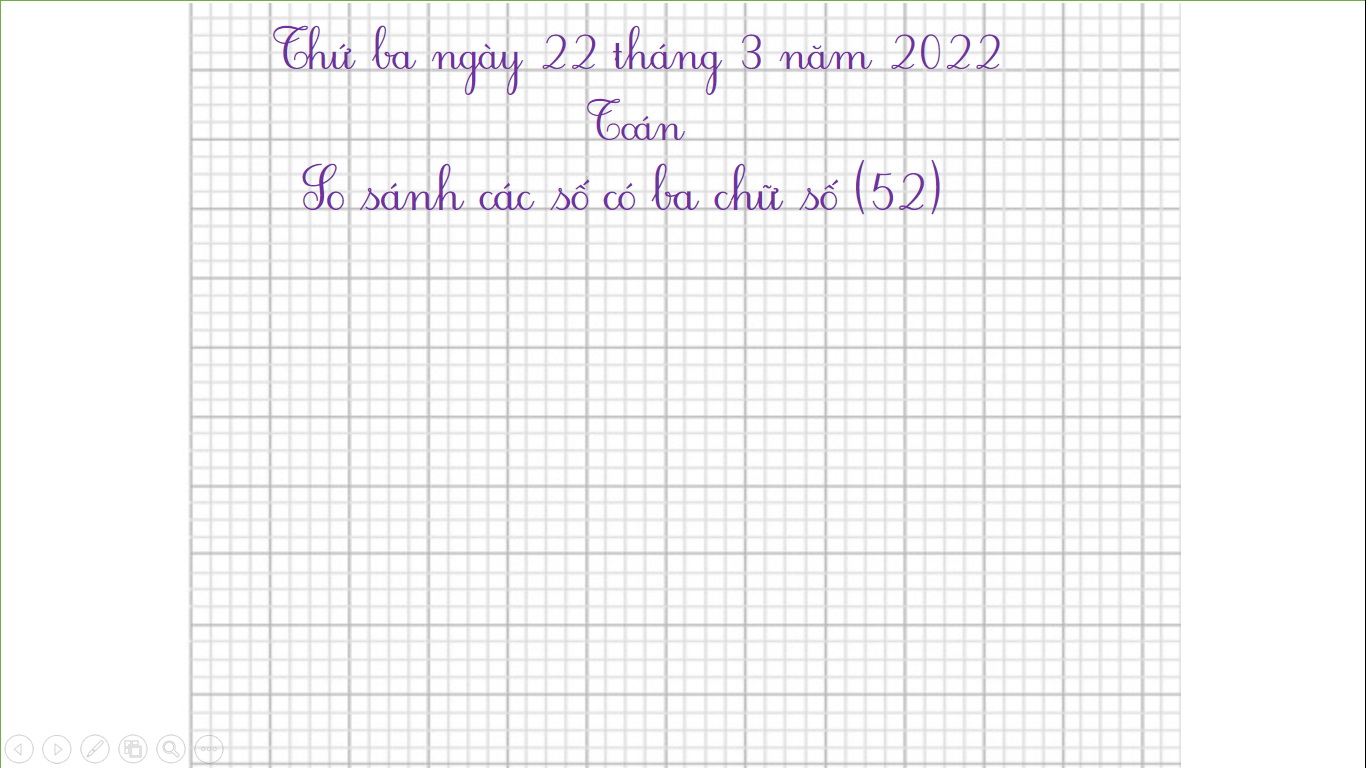 Thứ ba ngày 22 tháng 3 năm 2022
Toán
So sánh các số có ba chữ số (52)